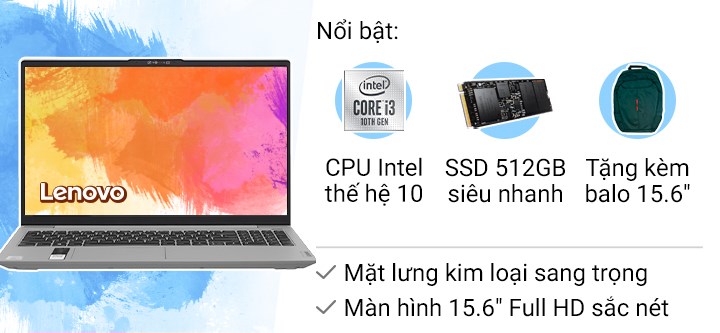 Nổi bật:
intel
CORE i3
10TH GEN
CPU Intel
thế hệ 10
SSD 512GB
siêu nhanh
Tặng kèm
balo 15.6"
Lenovo
Mặt lưng kim loại sang trọng
Màn hình 15.6" Full HD sắc nét